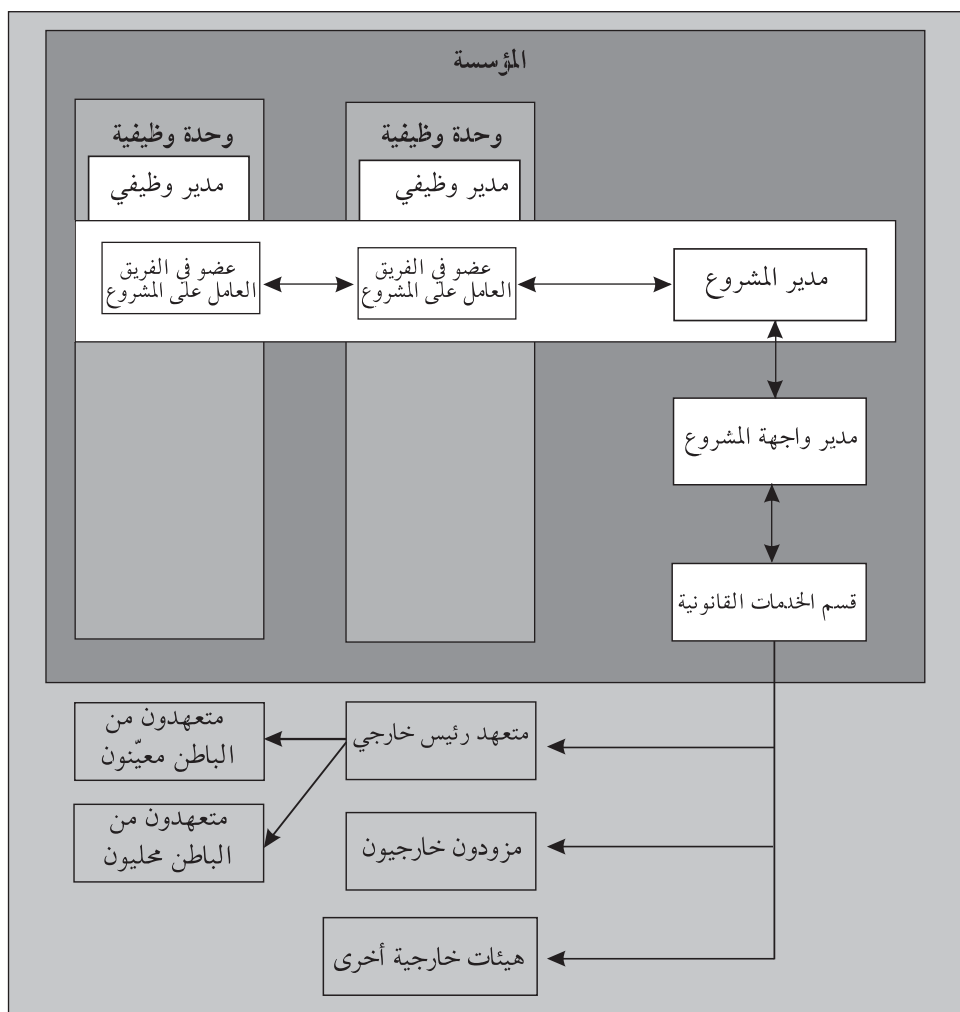 المؤسسة
وحدة وظيفية
مدير وظيفي
وحدة وظيفية
مدير وظيفي
مدير المشروع
عضو في الفريق
العامل على المشروع
عضو في الفريق
العامل على المشروع
مدير واجهة المشروع
قسم الخدمات القانونية
متعهد رئيس خارجي
متعهدون من
الباطن معيّنون
متعهدون من
الباطن محليون
مزودون خارجيون
هيئات خارجية أخرى